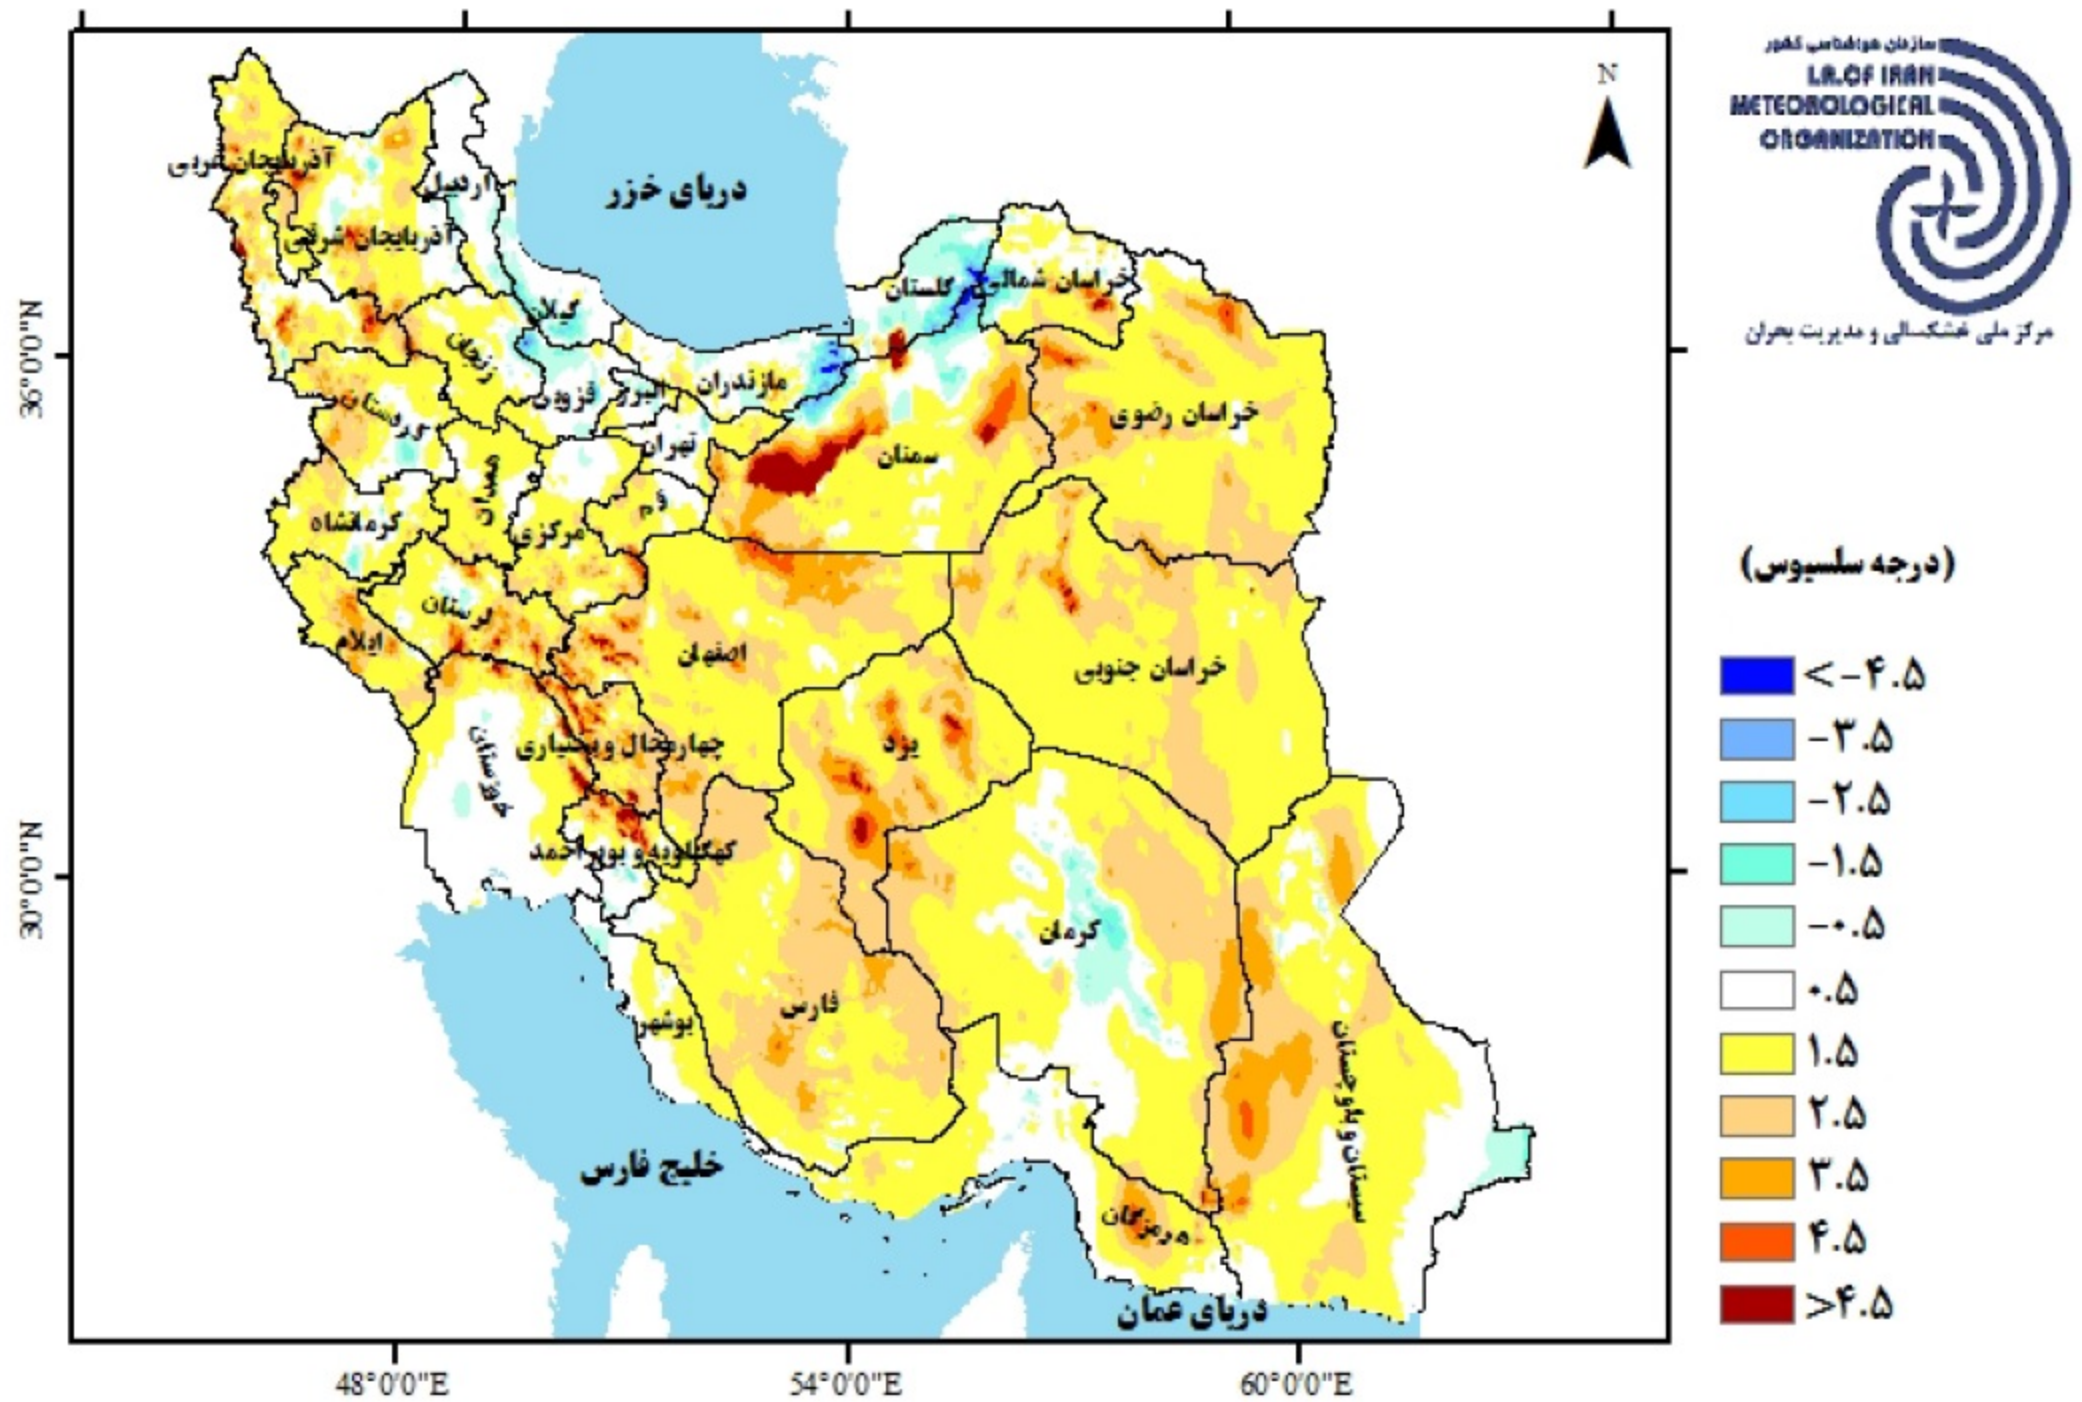 سازمان هواشناسی کشور
I.R.OF IRAN
METEOROLOGICAL
ORGANIZATION
مرکز ملی خشکسالی و مدیریت بحران
N
آذربایجان غربی
اردبیل
دریای خزر
آذربایجان شرقی
گیلان
گلستان
خراسان شمالی
زنجان
قزوین
البرز
مازندران
خراسان رضوی
کردستان
تهران
سمنان
همدان
قم
کرمانشاه
مرکزی
لرستان
ایلام
اصفهان
خراسان جنوبی
خوزستان
چهارمحال وبختیاری
یزد
کهگیلویه و بویر احمد
کرمان
فارس
بوشهر
سیستان و بلوچستان
خلیج فارس
هرمزگان
دریای عمان
36°0'0"N
30°0'0"N
48°0'0"E
54°0'0"E
60°0'0"E
(درجه سلسیوس)
<-۴.۵
-۳.۵
-۲.۵
-۱.۵
-۰.۵
۰.۵
۱.۵
۲.۵
۳.۵
۴.۵
>۴.۵